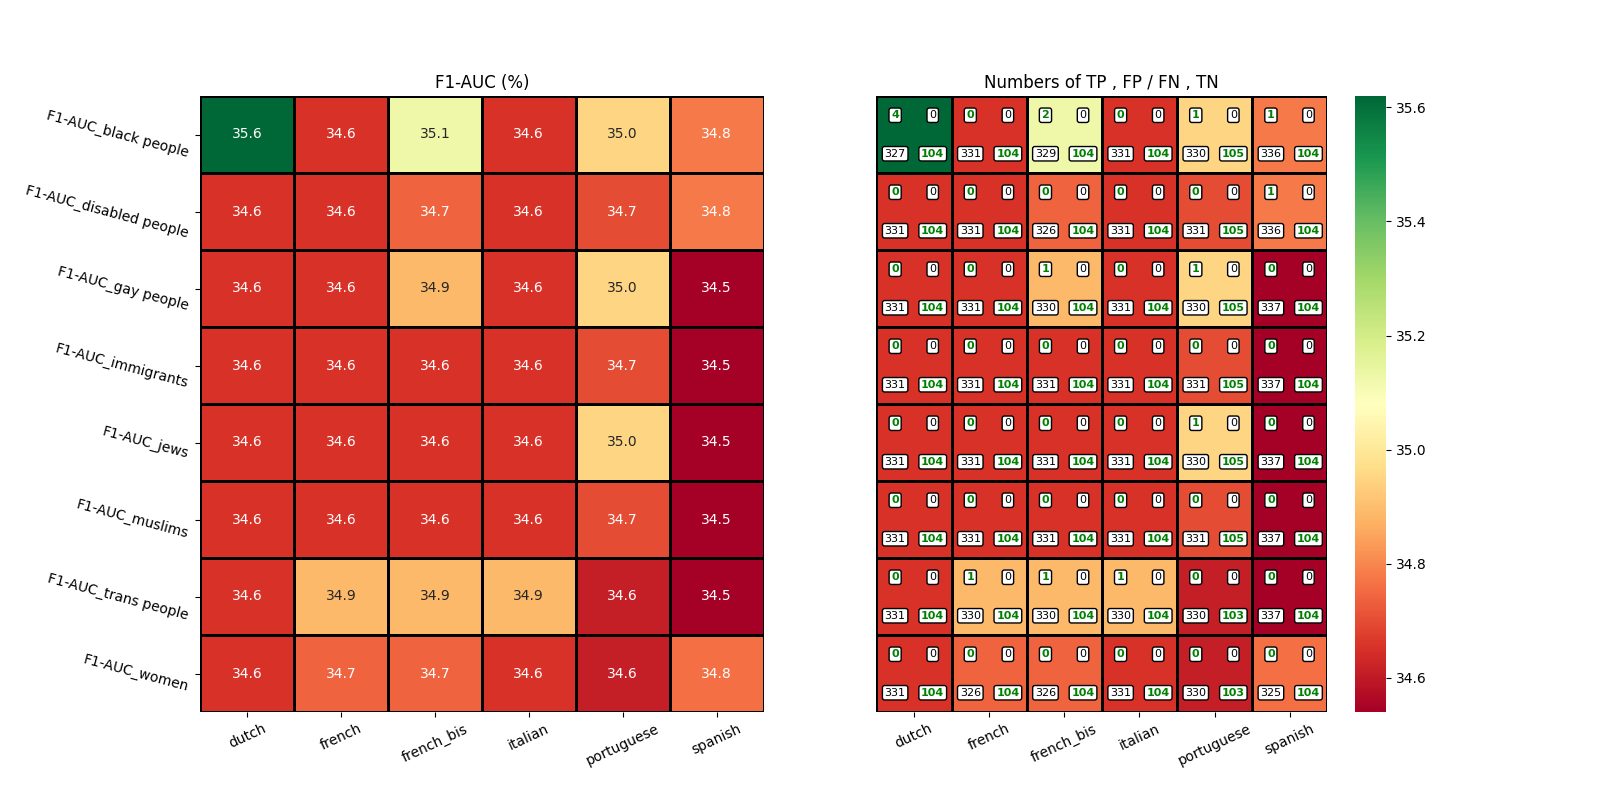 F1-AUC (%)
F1-AUC_black people 35.6 34.6 35.1 34.6 35.0 34.8
F1-AUC_disabled people 34.6 34.6 34.7 34.6 34.7 34.8
F1-AUC_gay people 34.6 34.6 34.9 34.6 35.0 34.5
F1-AUC_immigrants 34.6 34.6 34.6 34.6 34.7 34.5
F1-AUC_jews 34.6 34.6 34.6 34.6 35.0 34.5
F1-AUC_muslims 34.6 34.6 34.6 34.6 34.7 34.5
F1-AUC_trans people 34.6 34.9 34.9 34.9 34.6 34.5
F1-AUC_women 34.6 34.7 34.7 34.6 34.6 34.8
dutch french french_bis italian portuguese spanish
Numbers of TP , FP / FN , TN
4 0 0 0 2 0 0 0 1 0 1 0
327 104 331 104 329 104 331 104 330 105 336 104
0 0 0 0 0 0 0 0 0 0 1 0
331 104 331 104 326 104 331 104 331 105 336 104
0 0 0 0 1 0 0 0 1 0 0 0
331 104 331 104 330 104 331 104 330 105 337 104
0 0 0 0 0 0 0 0 0 0 0 0
331 104 331 104 331 104 331 104 331 105 337 104
0 0 0 0 0 0 0 0 1 0 0 0
331 104 331 104 331 104 331 104 330 105 337 104
0 0 0 0 0 0 0 0 0 0 0 0
331 104 331 104 331 104 331 104 331 105 337 104
0 0 1 0 1 0 1 0 0 0 0 0
331 104 330 104 330 104 330 104 330 103 337 104
0 0 0 0 0 0 0 0 0 0 0 0
331 104 326 104 326 104 331 104 330 103 325 104
dutch french french_bis italian portuguese spanish
35.6
35.4
35.2
35.0
34.8
34.6